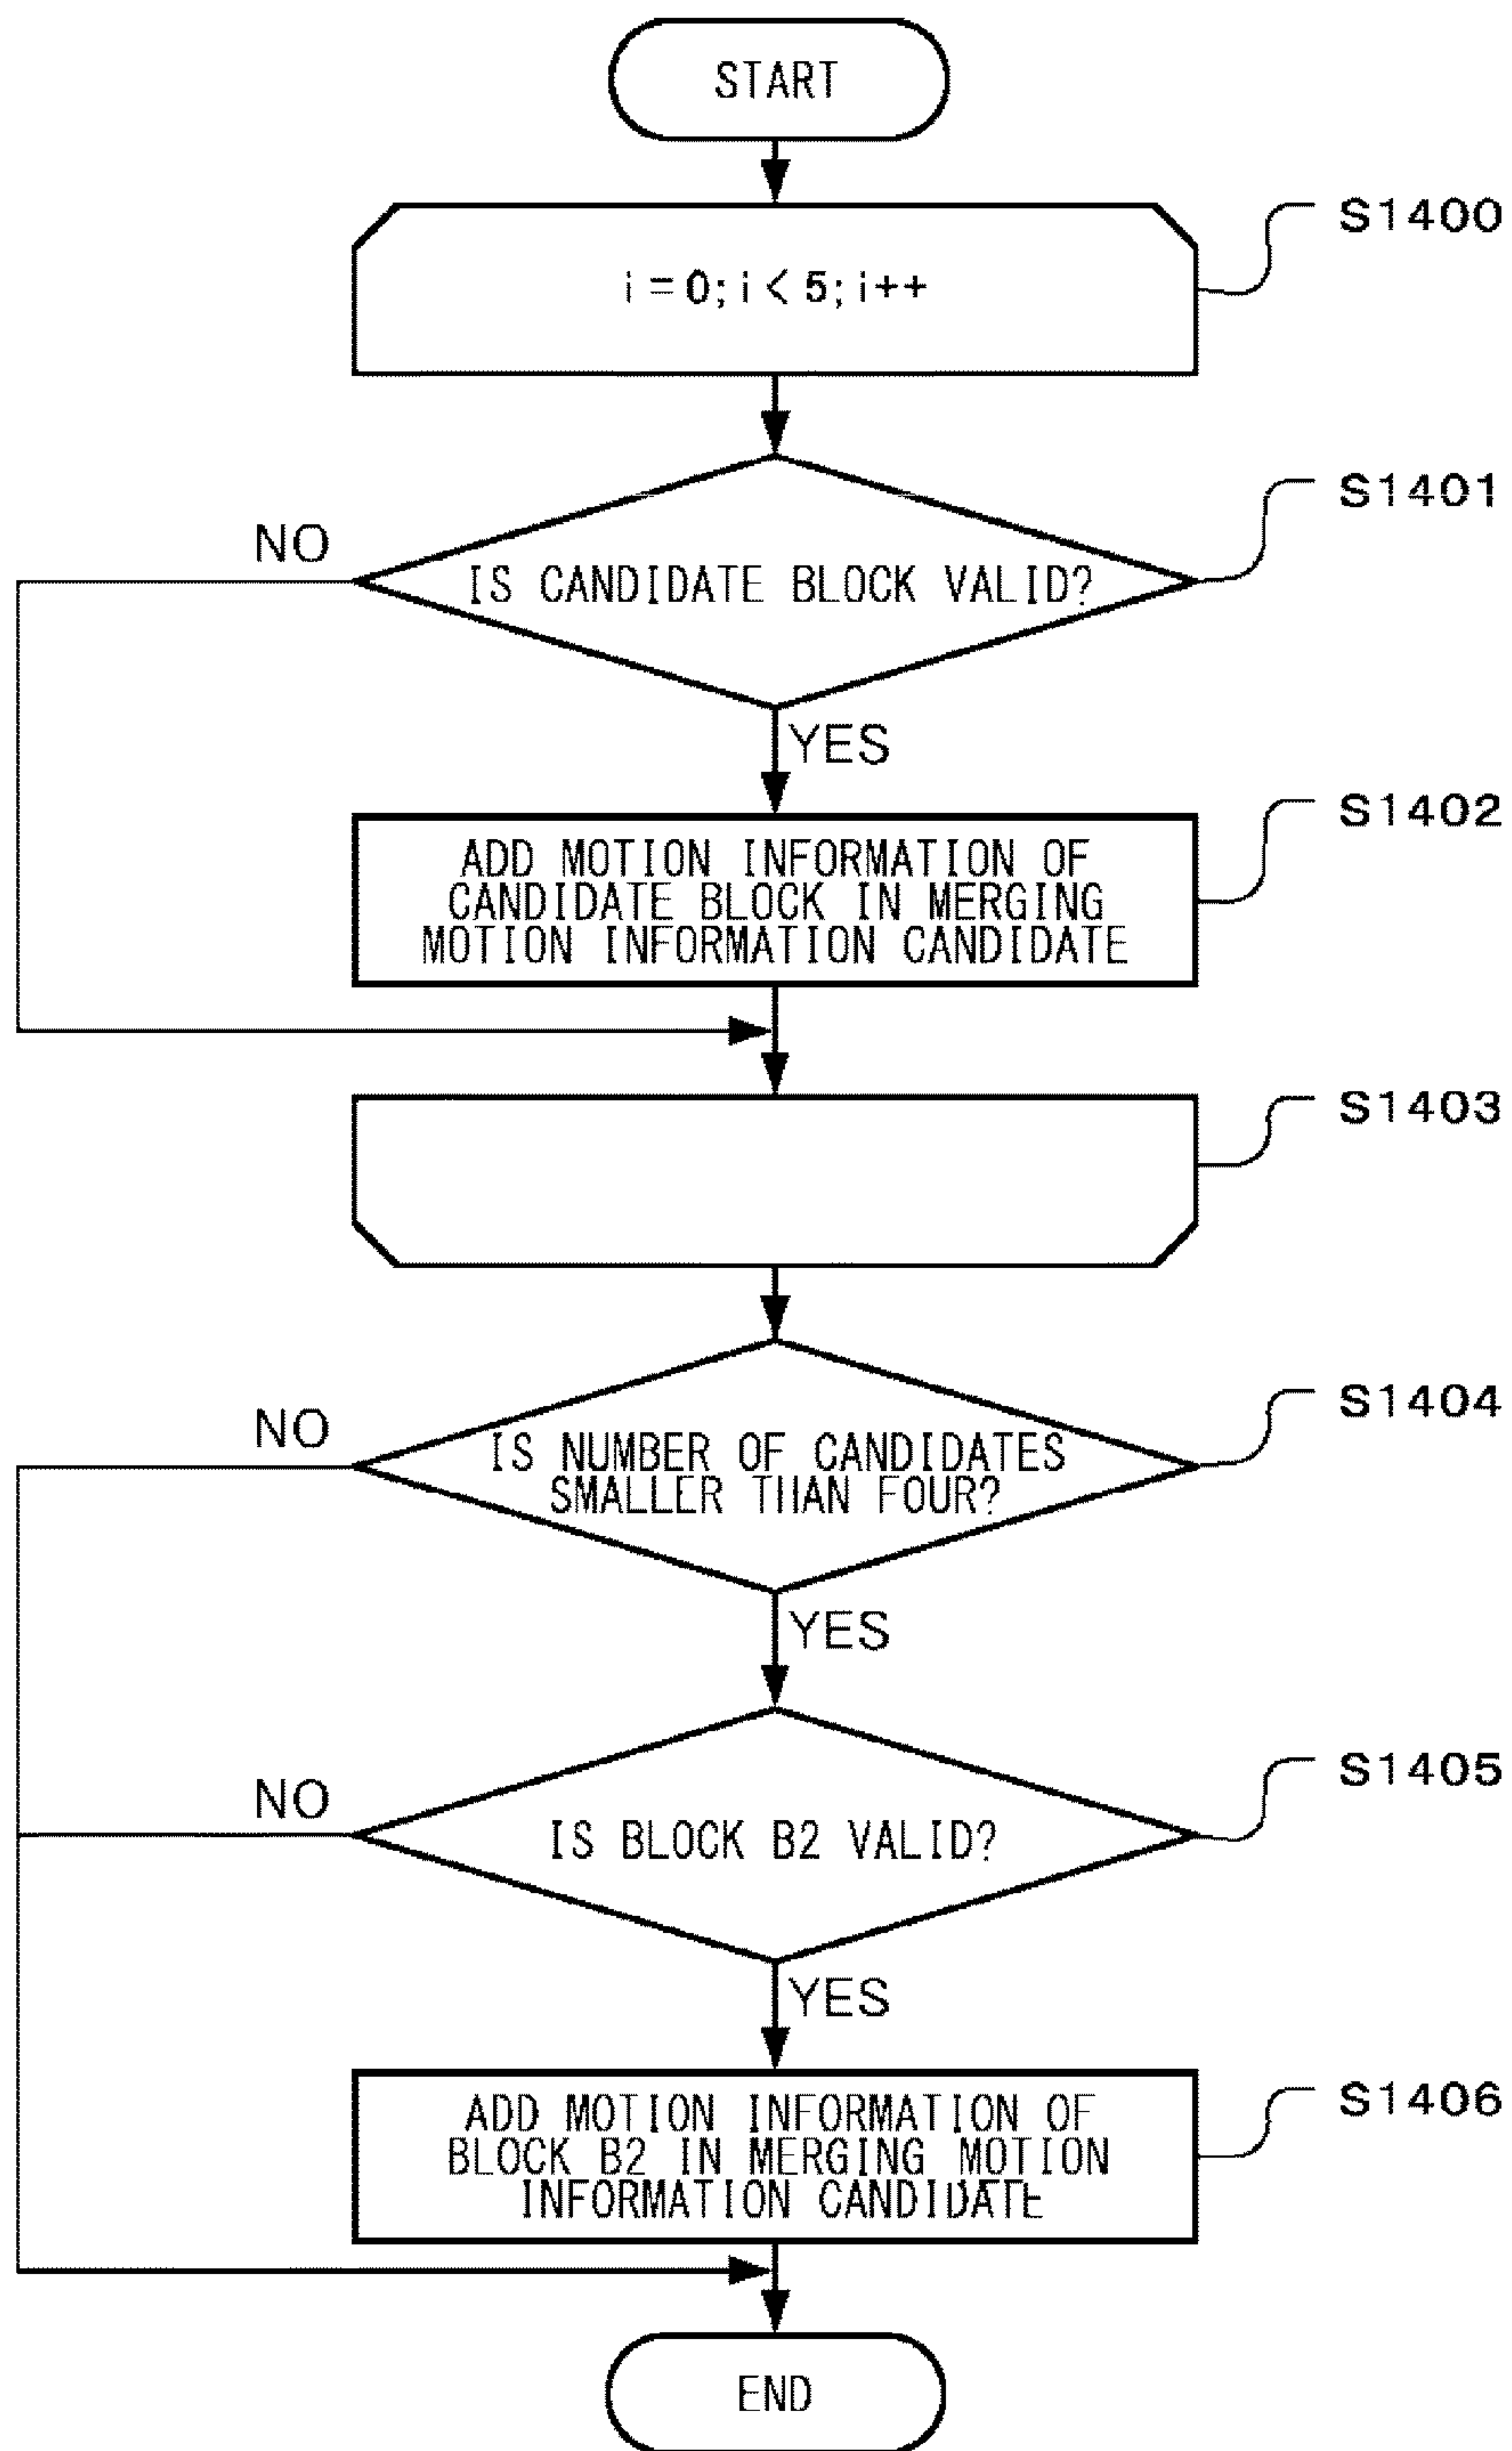 START
i=0;i<5;i++
S1400
S1401
NO
IS CANDIDATE BLOCK VALID?
YES
S1402
ADD MOTION INFORMATION OF
CANDIDATE BLOCK IN MERGING
MOTION INFORMATION CANDIDATE
S1403
S1404
NO
IS NUMBER OF CANDIDATES
SMALLER THAN FOUR?
YES
S1405
NO
IS BLOCK B2 VALID?
YES
S1406
ADD MOTION INFORMATION OF
BLOCK B2 IN MERGING MOTION
INFORMATION CANDIDATE
END